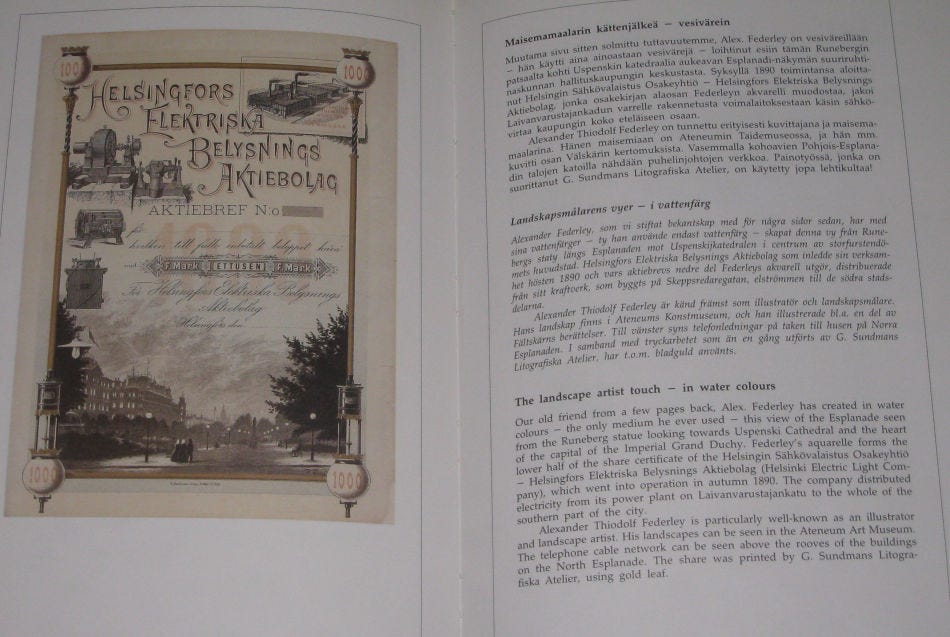 100
100
HELSINGFORS
ELEKTRISKA
BELYSNINGS
AKTIEBOLAG
AKTIEBREF N:o
1000
för
hvilken till fullo inbetalt beloppet
F. Mark ETTUSEN F. Mark
För Helsingfors Elektriska Belysnings
Aktiebolag
Helsingfors den
1000
1000
Maisemamaalarin kättenjälkeä – vesivärein
Muutama sivu sitten solmittu tuttavuutemme, Alex. Federley on vesiväreillään
– hän käytti aina ainoastaan vesivärejä – loihtinut esiin tämän Runebergin
patsaalta kohti Uspenskin katedraalia aukeavan Esplanadi-näkymän suuriruhti-
naskunnan hallituskaupungin keskustasta. Syksyllä 1890 toimintansa aloitta-
nut Helsingin Sähkövalaistus Osakeyhtiö – Helsingfors Elektriska Belysnings
Aktiebolag, jonka osakekirjan alaosan Federleyn akvarelli muodostaa, jakoi
Laivanvarustajankadun varrelle rakennetusta voimalaitoksestaan käsin sähkö-
virtaa kaupungin koko eteläiseen osaan.
Alexander Thiodolf Federley on tunnettu erityisesti kuvittajana ja maisema-
maalarina. Hänen maisemiaan on Ateneumin Taidemuseossa, ja hän mm.
kuvitti osan Välskärin kertomuksista. Vasemmalla kohoavien Pohjois-Esplana-
din talojen katoilla nähdään puhelinjohtojen verkkoa. Painotyössä, jonka on
suorittanut G. Sundmans Litografiska Atelier, on käytetty jopa lehtikultaa!
Landskapsmålarens vyer – i vattenfärg
Alexander Federley, som vi stiftat bekantskap med för några sidor sedan, har med
sina vattenfärger – ty han använde endast vattenfärg – skapat denna vy från Rune-
bergs staty längs Esplanaden mot Uspenskijkatedralen i centrum av storfurstendö-
mets huvudstad. Helsingfors Elektriska Belysnings Aktiebolag som inledde sin verksam-
het hösten 1890 och vars aktiebrevs nedre del Federleys akvarell utgör, distribuerade
från sitt kraftverk, som byggts på Skeppsredaregatan, elströmmen till de södra stads-
delarna.
Alexander Thiodolf Federley är känd främst som illustratör och landskapsmålare.
Hans landskap finns i Ateneums Konstmuseum, och han illustrerade bl.a. en del av
Fältskärns berättelser. Till vänster syns telefonledningar på taken till husen på Norra
Esplanaden. I samband med tryckarbetet som än en gång utförts av G. Sundmans
Litografiska Atelier, har t.o.m. bladguld använts.
The landscape artist touch – in water colours
Our old friend from a few pages back, Alex. Federley has created in water
colours – the only medium he ever used – this view of the Esplanade seen
from the Runeberg statue looking towards Uspenski Cathedral and the heart
of the capital of the Imperial Grand Duchy. Federley's aquarelle forms the
lower half of the share certificate of the Helsingin Sähkövalaistus Osakeyhtiö
– Helsingfors Elektriska Belysnings Aktiebolag (Helsinki Electric Light Com-
pany), which went into operation in autumn 1890. The company distributed
electricity from its power plant on Laivanvarustajankatu to the whole of the
southern part of the city.
Alexander Thiodolf Federley is particularly well-known as an illustrator
and landscape artist. His landscapes can be seen in the Ateneum Art Museum.
The telephone cable network can be seen above the rooves of the buildings
on the North Esplanade. The share was printed by G. Sundmans Litogra-
fiska Atelier, using gold leaf.